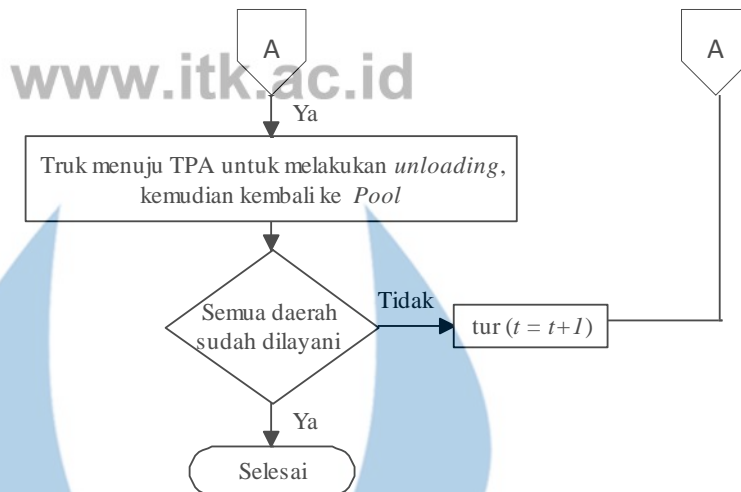 A
A
www.itk.ac.id
Ya
Truk menuju TPA untuk melakukan unloading,
kemudian kembali ke Pool
Semua daerah
sudah dilayani
Tidak
tur (t = t+1)
Ya
Selesai